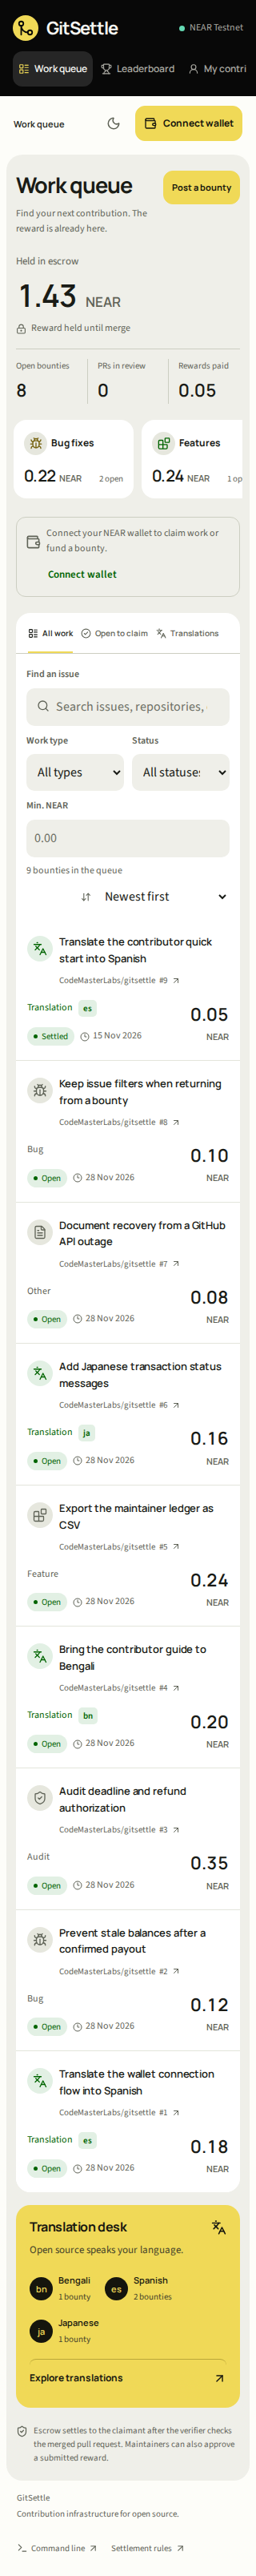 GitSettle
NEAR Testnet
Work queue
Leaderboard
My contri
Work queue
Connect wallet
Work queue
Post a bounty
Find your next contribution. The
reward is already here.
Held in escrow
1.43 NEAR
Reward held until merge
Open bounties
PRs in review
Rewards paid
8
0
0.05
Bug fixes
Features
0.22 NEAR
2 open
0.24 NEAR
1 op
Connect your NEAR wallet to claim work or
fund a bounty.
Connect wallet
All work
Open to claim
Translations
Find an issue
Search issues, repositories,
Work type
Status
All types
All statuses
Min. NEAR
0.00
9 bounties in the queue
Newest first
Translate the contributor quick
start into Spanish
CodeMasterLabs/gitsettle #9
Translation es
0.05
Settled
15 Nov 2026
NEAR
Keep issue filters when returning
from a bounty
CodeMasterLabs/gitsettle #8
Bug
0.10
Open
28 Nov 2026
NEAR
Document recovery from a GitHub
API outage
CodeMasterLabs/gitsettle #7
Other
0.08
Open
28 Nov 2026
NEAR
Add Japanese transaction status
messages
CodeMasterLabs/gitsettle #6
Translation ja
0.16
Open
28 Nov 2026
NEAR
Export the maintainer ledger as
CSV
CodeMasterLabs/gitsettle #5
Feature
0.24
Open
28 Nov 2026
NEAR
Bring the contributor guide to
Bengali
CodeMasterLabs/gitsettle #4
Translation bn
0.20
Open
28 Nov 2026
NEAR
Audit deadline and refund
authorization
CodeMasterLabs/gitsettle #3
Audit
0.35
Open
28 Nov 2026
NEAR
Prevent stale balances after a
confirmed payout
CodeMasterLabs/gitsettle #2
Bug
0.12
Open
28 Nov 2026
NEAR
Translate the wallet connection
flow into Spanish
CodeMasterLabs/gitsettle #1
Translation es
0.18
Open
28 Nov 2026
NEAR
Translation desk
Open source speaks your language.
bn
Bengali
1 bounty
es
Spanish
2 bounties
ja
Japanese
1 bounty
Explore translations
Escrow settles to the claimant after the verifier checks
the merged pull request. Maintainers can also approve
a submitted reward.
GitSettle
Contribution infrastructure for open source.
Command line
Settlement rules